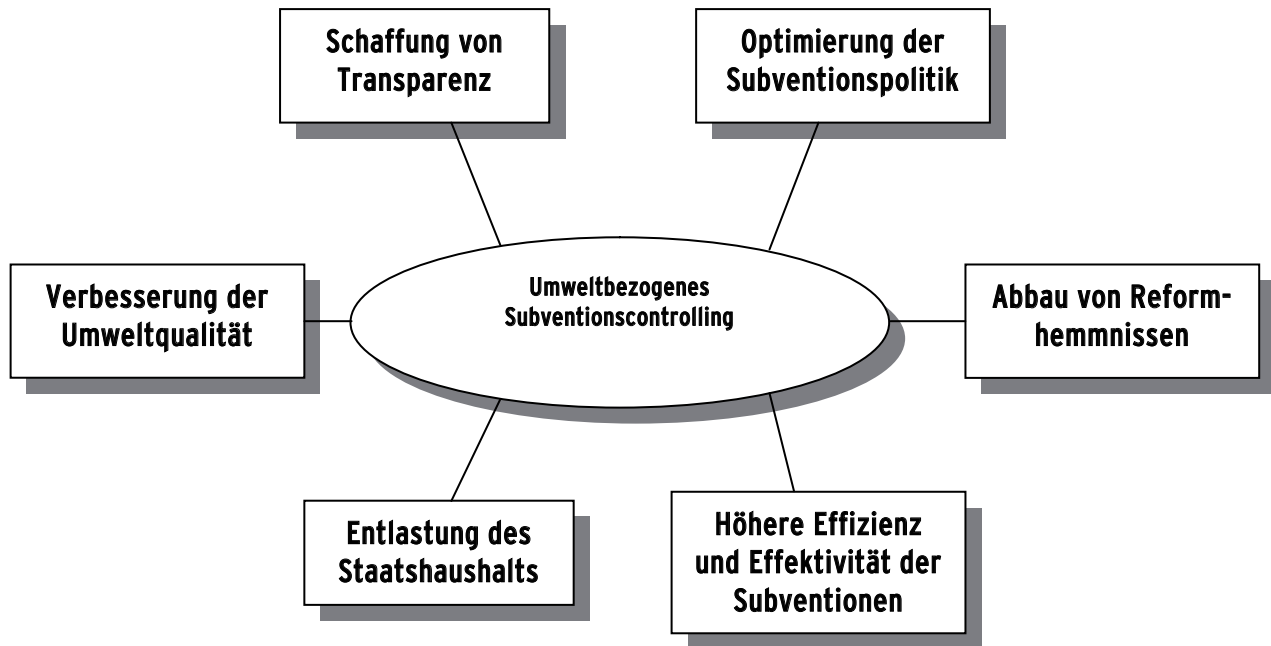 Schaffung von
Transparenz
Optimierung der
Subventionspolitik
Umweltbezogenes
Subventionscontrolling
Verbesserung der
Umweltqualität
Abbau von Reform-
hemmnissen
Entlastung des
Staatshaushalts
Höhere Effizienz
und Effektivität der
Subventionen